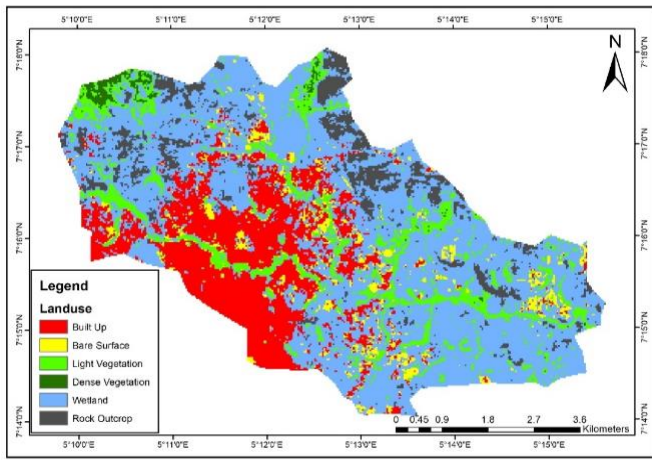 5°10'0"E 5°11'0"E 5°12'0"E 5°13'0"E 5°14'0"E 5°15'0"E
N
7°18'0"N 7°18'0"N
7°17'0"N 7°17'0"N
7°16'0"N 7°16'0"N
7°15'0"N 7°15'0"N
7°14'0"N 7°14'0"N
Legend
Landuse
Built Up
Bare Surface
Light Vegetation
Dense Vegetation
Wetland
Rock Outcrop
0 0.45 0.9 1.8 2.7 3.6
Kilometers
5°10'0"E 5°11'0"E 5°12'0"E 5°13'0"E 5°14'0"E 5°15'0"E